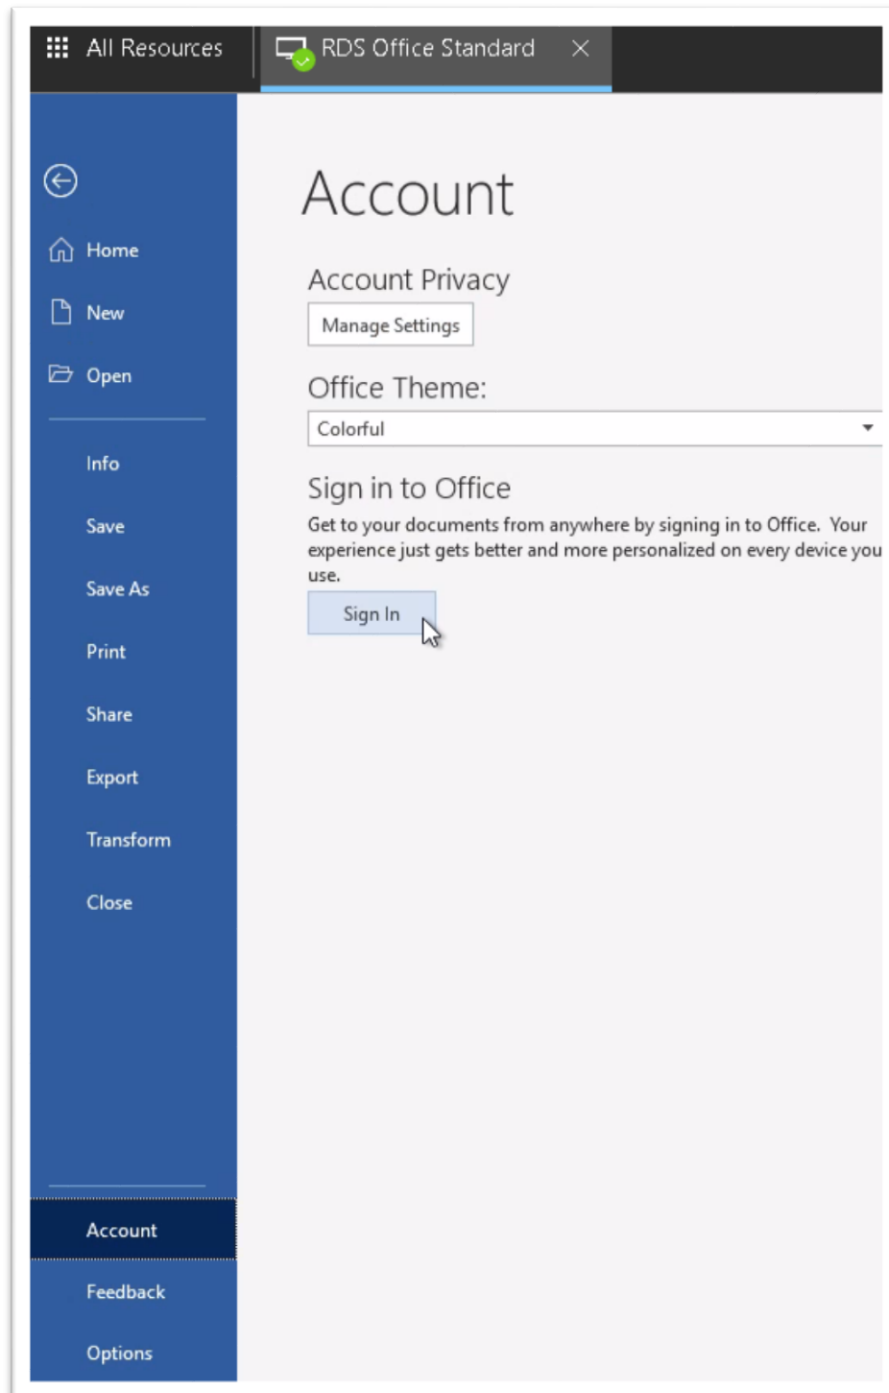 All Resources
RDS Office Standard
Home
New
Open
Info
Save
Save As
Print
Share
Export
Transform
Close
Account
Feedback
Options
Account
Account Privacy
Manage Settings
Office Theme:
Colorful
Sign in to Office
Get to your documents from anywhere by signing in to Office. Your
experience just gets better and more personalized on every device you
use.
Sign In